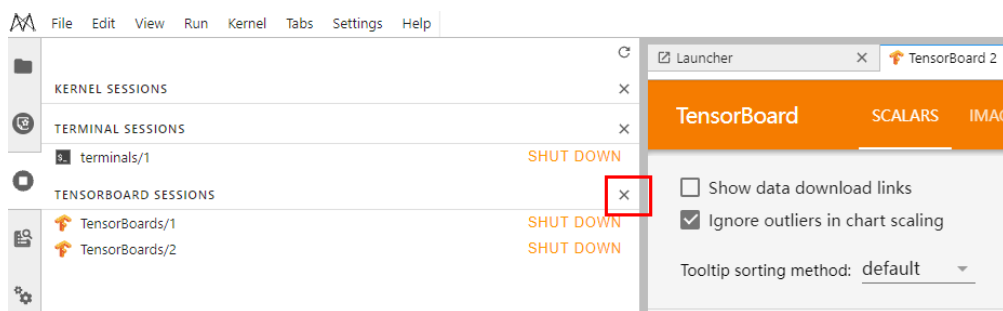 File Edit View Run Kernel Tabs Settings Help
KERNEL SESSIONS
TERMINAL SESSIONS
terminals/1 SHUT DOWN
TENSORBOARD SESSIONS
TensorBoards/1 SHUT DOWN
TensorBoards/2 SHUT DOWN
Launcher TensorBoard 2
TensorBoard SCALARS IMAG
Show data download links
Ignore outliers in chart scaling
Tooltip sorting method: default